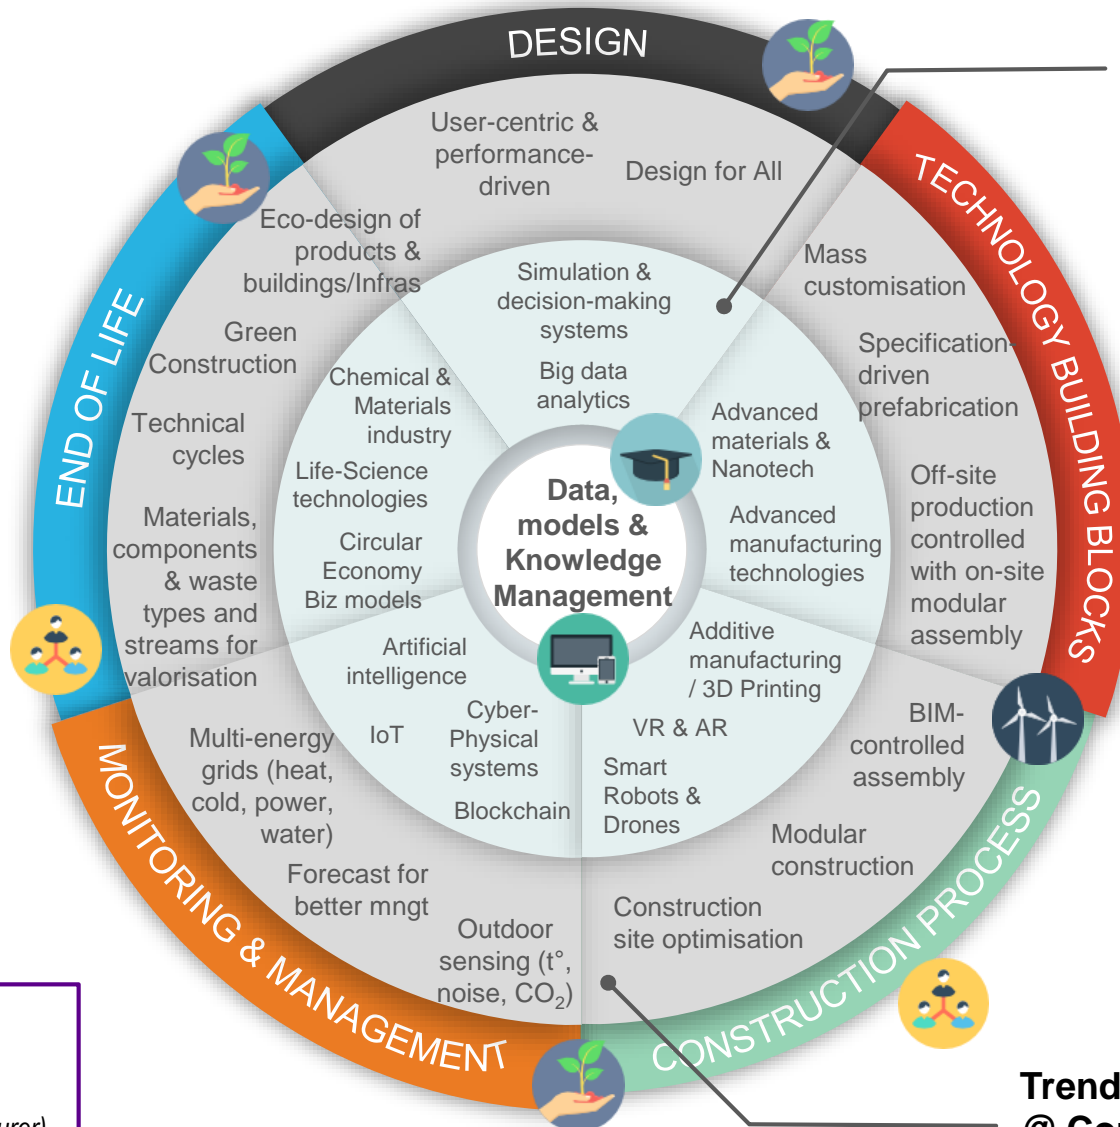 DESIGN
User-centric &
performance-
driven
Design for All
Eco-design of
products &
buildings/Infras
Simulation &
decision-making
systems
Big data
analytics
TECHNOLOGY BUILDING BLOCKS
Mass
customisation
Specification-
driven
prefabrication
Off-site
production
controlled
with on-site
modular
assembly
Advanced
materials &
Nanotech
Advanced
manufacturing
technologies
END OF LIFE
Green
Construction
Technical
cycles
Materials,
components
& waste
types and
streams for
valorisation
Chemical &
Materials
industry
Life-Science
technologies
Circular
Economy
Biz models
Data,
models &
Knowledge
Management
Artificial
intelligence
IoT
Cyber-
Physical
systems
Blockchain
Additive
manufacturing
/ 3D Printing
VR & AR
Smart
Robots &
Drones
MONITORING & MANAGEMENT
Multi-energy
grids (heat,
cold, power,
water)
Forecast for
better mngt
Outdoor
sensing (t°,
noise, CO₂)
BIM-
controlled
assembly
Modular
construction
Construction
site optimisation
CONSTRUCTION PROCESS
Trend